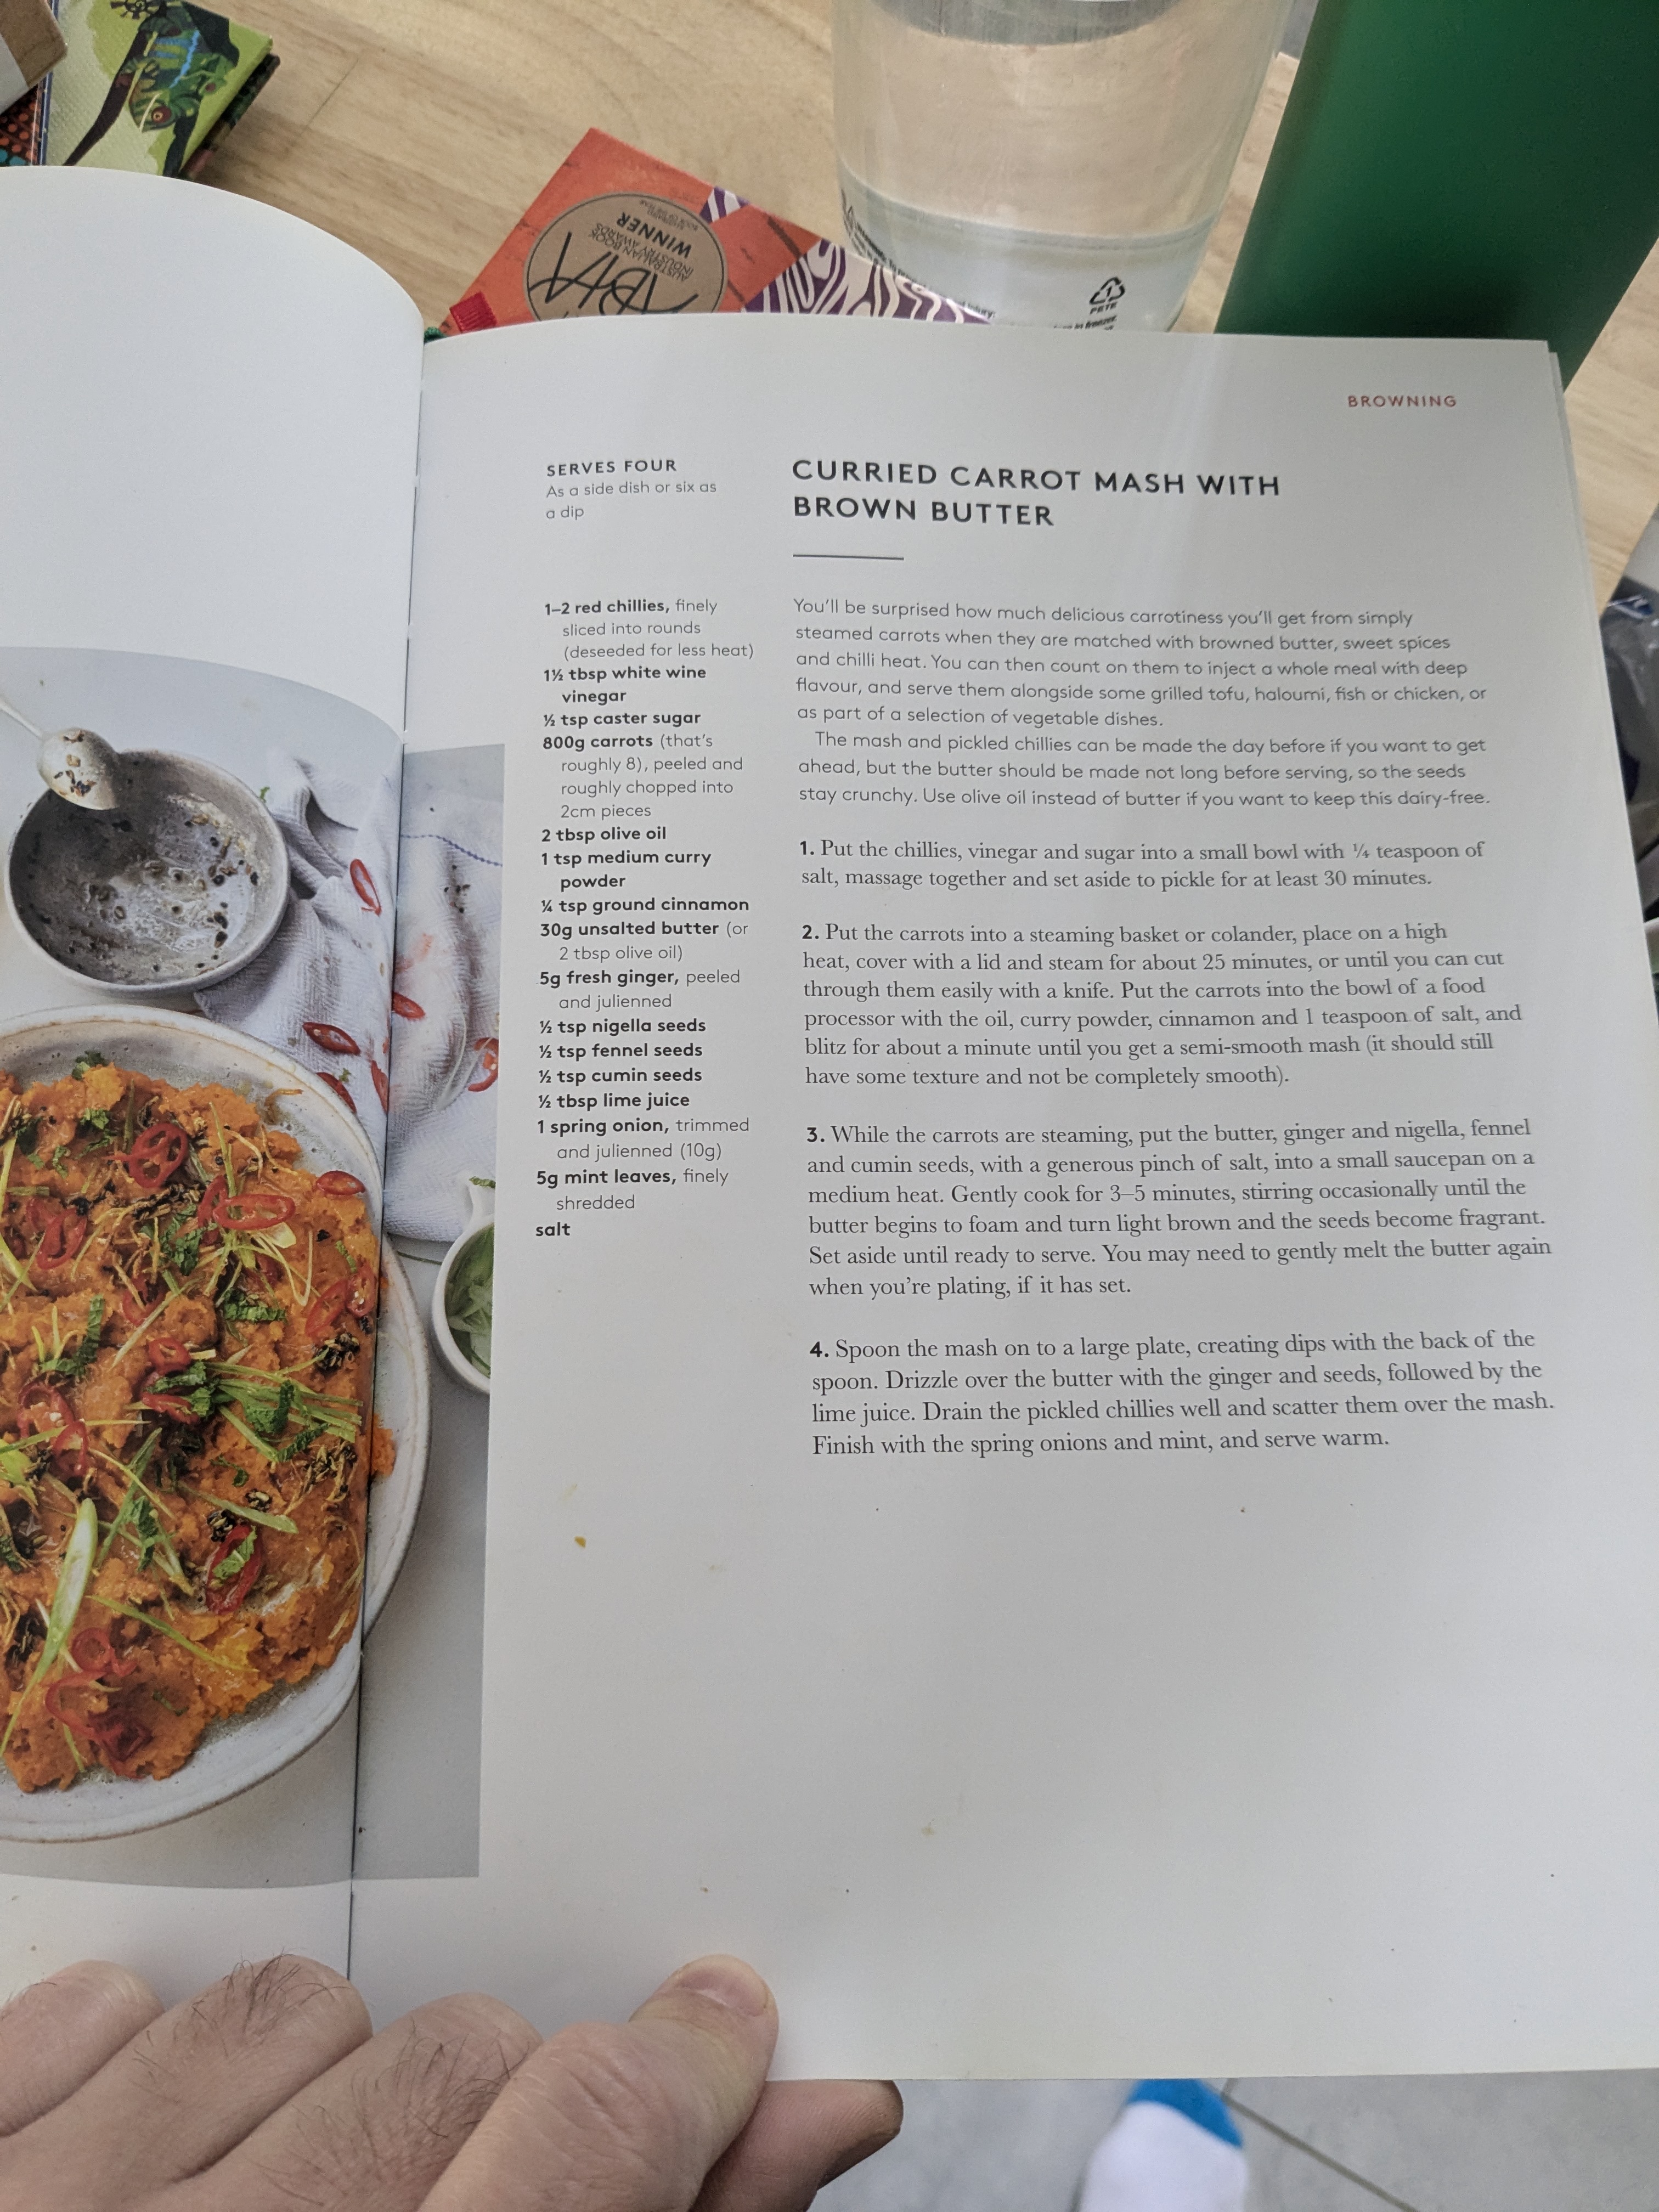 WINNER
AUSTRALIAN BOOK
INDUSTRY AWARDS
ABIA
1
PETE
BROWNING
SERVES FOUR
As a side dish or six as
a dip
CURRIED CARROT MASH WITH
BROWN BUTTER
1–2 red chillies, finely
sliced into rounds
(deseeded for less heat)
1½ tbsp white wine
vinegar
½ tsp caster sugar
800g carrots (that's
roughly 8), peeled and
roughly chopped into
2cm pieces
2 tbsp olive oil
1 tsp medium curry
powder
¼ tsp ground cinnamon
30g unsalted butter (or
2 tbsp olive oil)
5g fresh ginger, peeled
and julienned
½ tsp nigella seeds
½ tsp fennel seeds
½ tsp cumin seeds
½ tbsp lime juice
1 spring onion, trimmed
and julienned (10g)
5g mint leaves, finely
shredded
salt
You'll be surprised how much delicious carrotiness you'll get from simply
steamed carrots when they are matched with browned butter, sweet spices
and chilli heat. You can then count on them to inject a whole meal with deep
flavour, and serve them alongside some grilled tofu, haloumi, fish or chicken, or
as part of a selection of vegetable dishes.
The mash and pickled chillies can be made the day before if you want to get
ahead, but the butter should be made not long before serving, so the seeds
stay crunchy. Use olive oil instead of butter if you want to keep this dairy-free.
1. Put the chillies, vinegar and sugar into a small bowl with ¼ teaspoon of
salt, massage together and set aside to pickle for at least 30 minutes.
2. Put the carrots into a steaming basket or colander, place on a high
heat, cover with a lid and steam for about 25 minutes, or until you can cut
through them easily with a knife. Put the carrots into the bowl of a food
processor with the oil, curry powder, cinnamon and 1 teaspoon of salt, and
blitz for about a minute until you get a semi-smooth mash (it should still
have some texture and not be completely smooth).
3. While the carrots are steaming, put the butter, ginger and nigella, fennel
and cumin seeds, with a generous pinch of salt, into a small saucepan on a
medium heat. Gently cook for 3–5 minutes, stirring occasionally until the
butter begins to foam and turn light brown and the seeds become fragrant.
Set aside until ready to serve. You may need to gently melt the butter again
when you're plating, if it has set.
4. Spoon the mash on to a large plate, creating dips with the back of the
spoon. Drizzle over the butter with the ginger and seeds, followed by the
lime juice. Drain the pickled chillies well and scatter them over the mash.
Finish with the spring onions and mint, and serve warm.